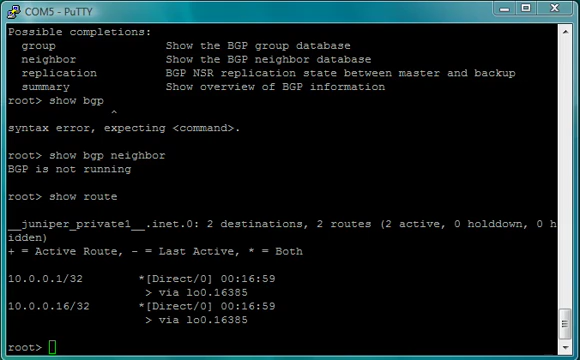 COM5 - PuTTY
Possible completions:
group Show the BGP group database
neighbor Show the BGP neighbor database
replication BGP NSR replication state between master and backup
summary Show overview of BGP information
root> show bgp
^
syntax error, expecting <command>.
root> show bgp neighbor
BGP is not running
root> show route
__juniper_private1__.inet.0: 2 destinations, 2 routes (2 active, 0 holddown, 0 h
idden)
+ = Active Route, - = Last Active, * = Both
10.0.0.1/32 *[Direct/0] 00:16:59
> via lo0.16385
10.0.0.16/32 *[Direct/0] 00:16:59
> via lo0.16385
root>